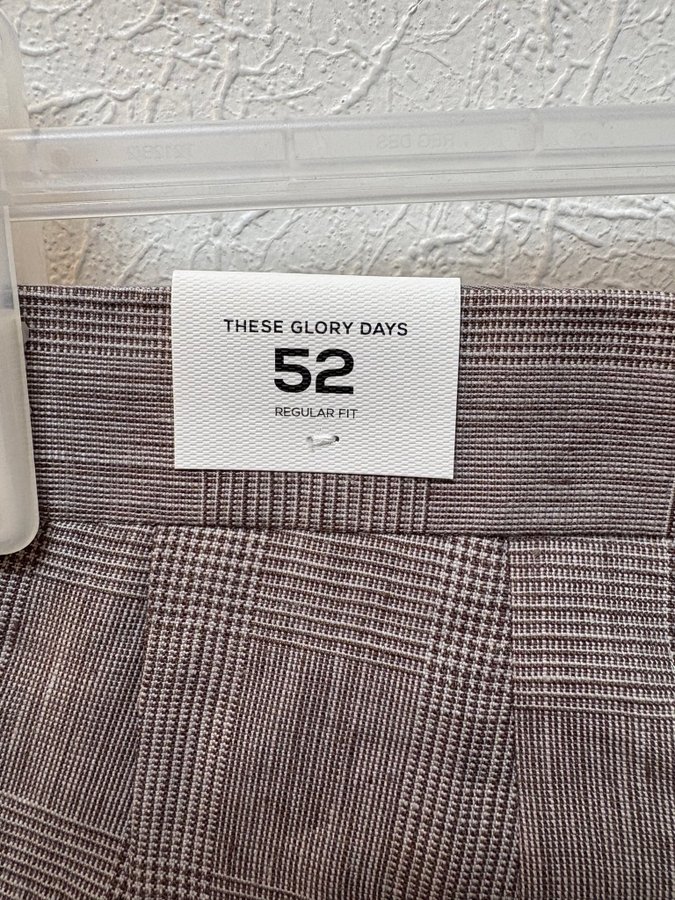 THESE GLORY DAYS
52
REGULAR FIT